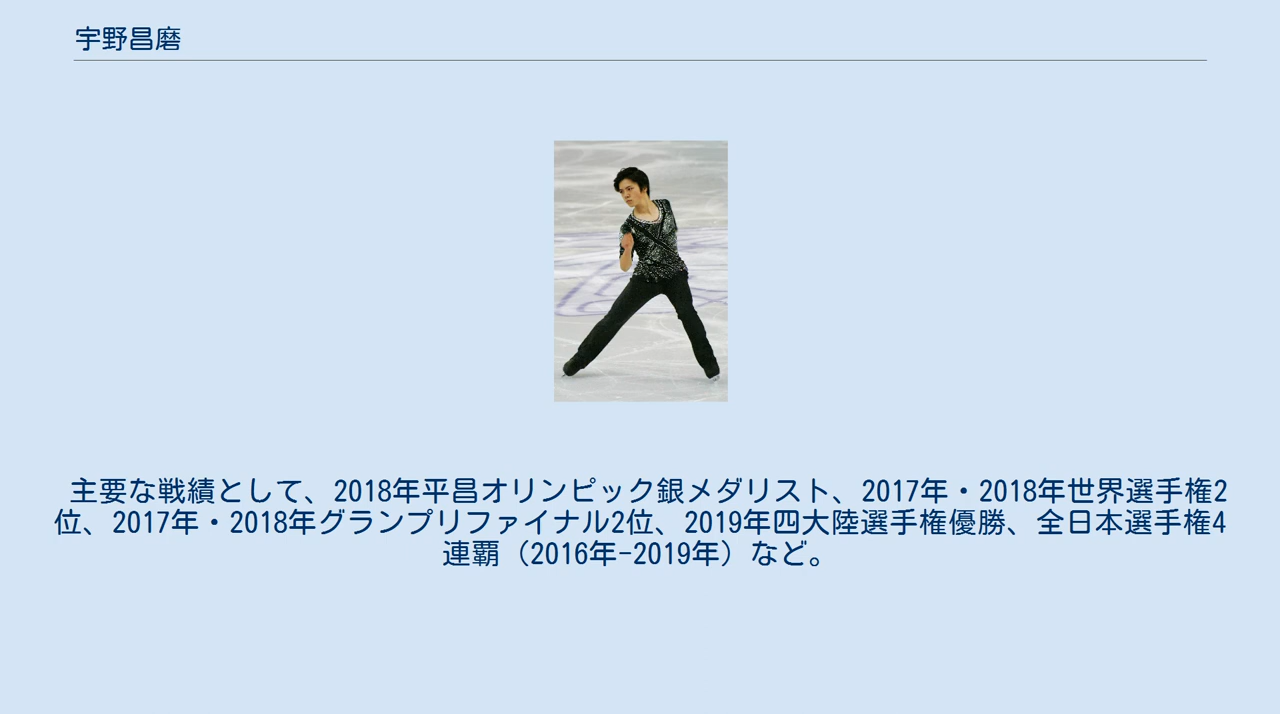 宇野昌磨
主要な戦績として、2018年平昌オリンピック銀メダリスト、2017年・2018年世界選手権2
位、2017年・2018年グランプリファイナル2位、2019年四大陸選手権優勝、全日本選手権4
連覇（2016年-2019年）など。